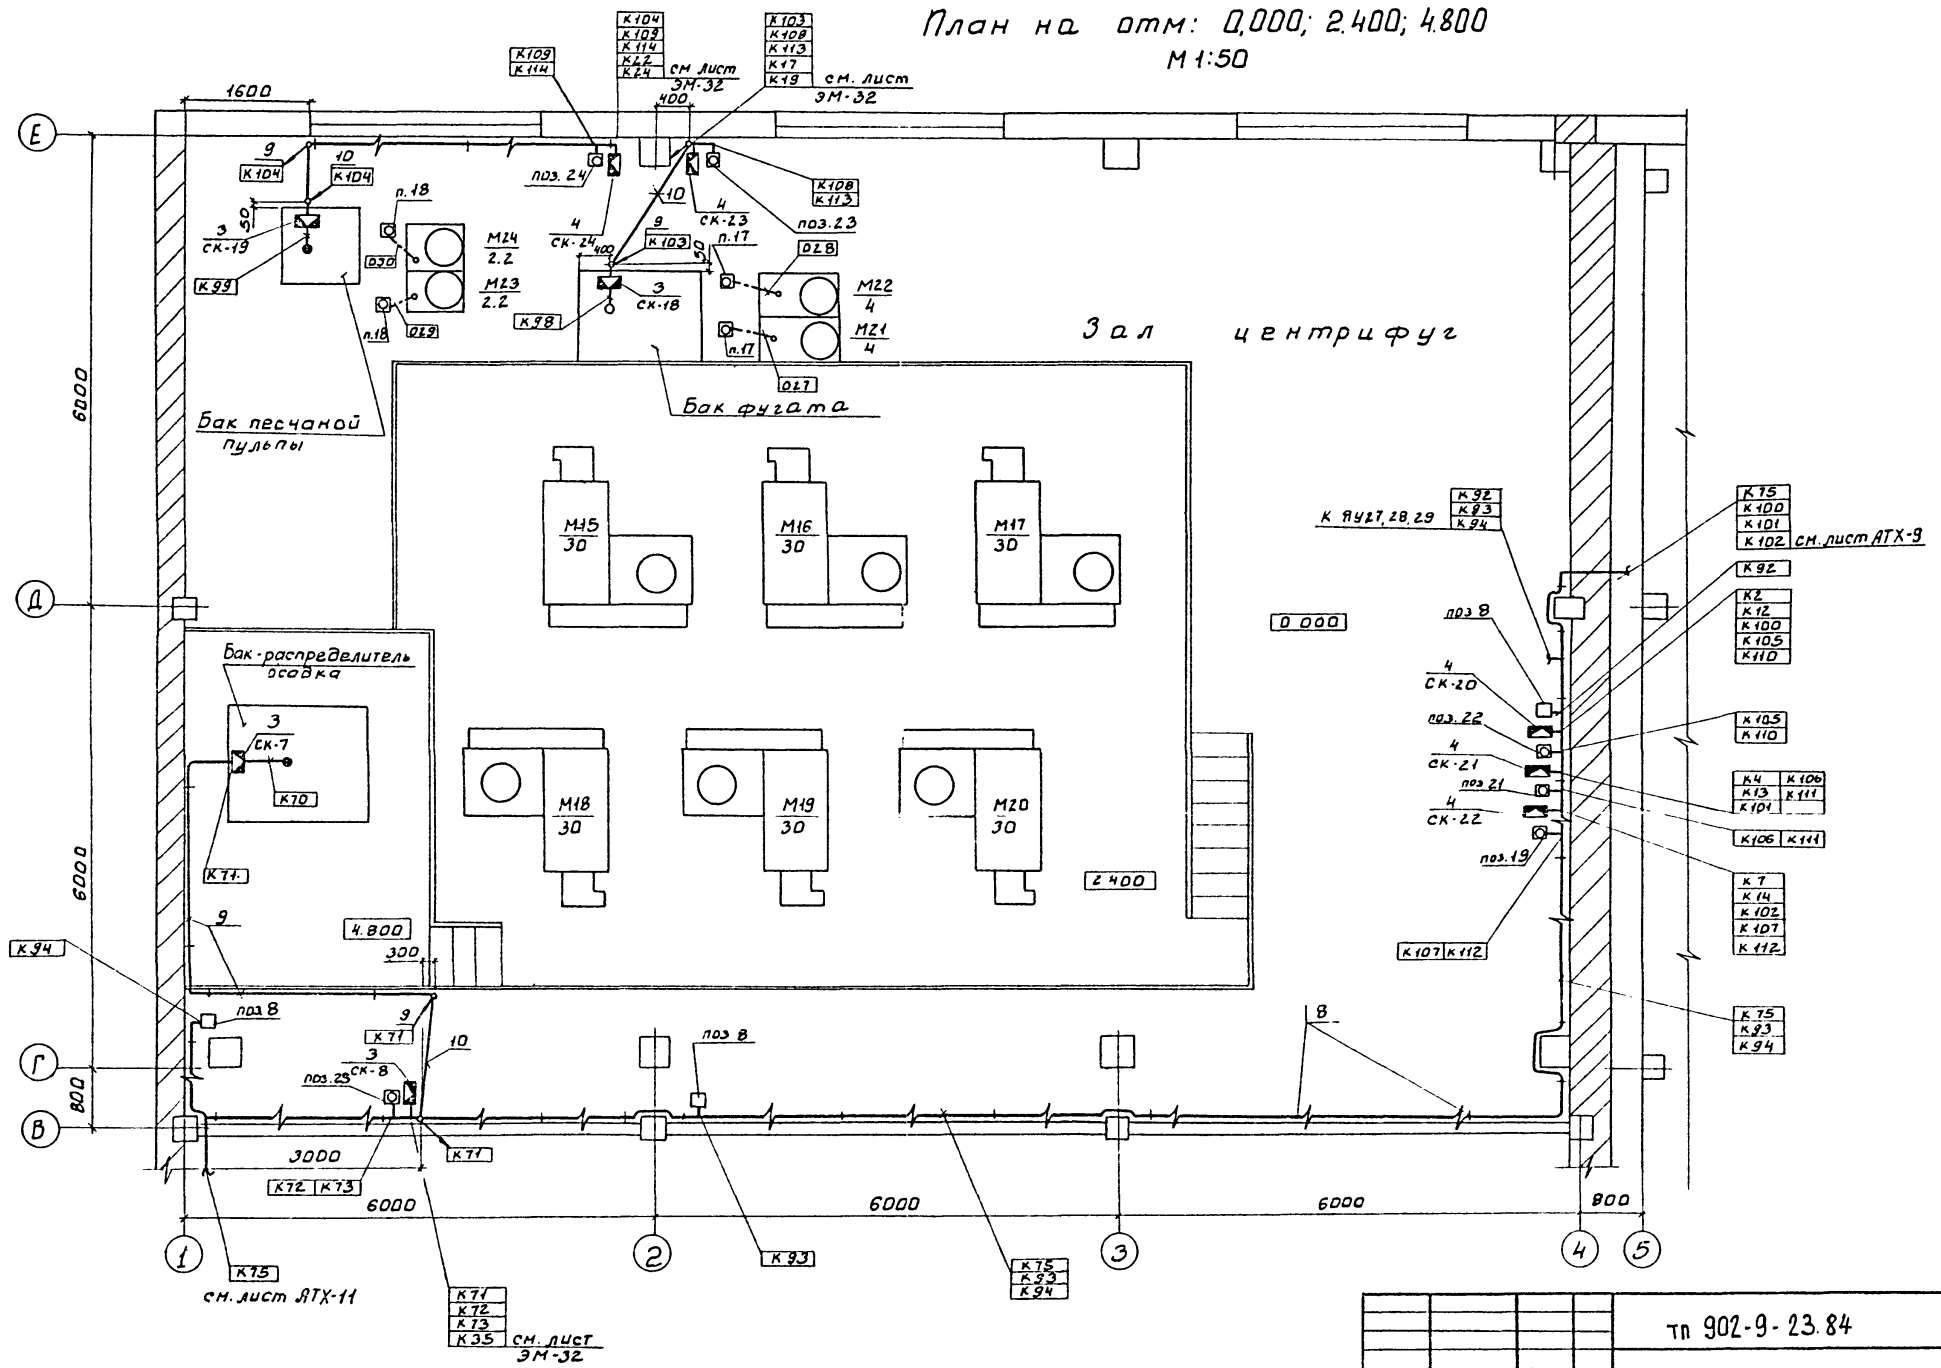 План на отм: 0,000; 2.400; 4.800
М 1:50
К104
К109
К114
К22
К24 см лист
ЭМ-32
К103
К108
К113
К17
К19 см. лист
ЭМ-32
К109
К114
1600
400
Е
9
К104
10
К104
поз. 24
10
К108
К113
4
СК-23
поз.23
50
3
СК-19
п.18
4
СК-24
9
К103
400
п.17
50
028
К99
030
М24
2.2
М23
2.2
029
п.18
К98
3
СК-18
п.17
М22
4
М21
4
027
Зал центрифуг
6000
Бак песчаной
пульпы
Бак фугата
М15
30
М16
30
М17
30
К ЯУ27,28,29
К92
К93
К94
К75
К100
К101
К102 см. лист АТХ-9
К92
К2
К12
К100
К105
К110
Д
0 000
поз 8
Бак-распределитель
осадка
4
СК-20
поз. 22
К105
К110
3
СК-7
К70
4
СК-21
поз 21
К4 К106
К13 К111
К101
4
СК-22
К106 К111
М18
30
М19
30
М20
30
поз.19
6000
К71
2 400
К7
К14
К102
К107
К112
9
4.800
К94
300
К107 К112
поз 8
9
К71
10
поз 8
8
К75
К93
К94
Г
3
СК-8
поз.23
800
В
К71
3000
К72 К73
6000
6000
6000
800
1
2
3
4
5
К75
см. лист АТХ-11
К93
К75
К93
К94
К71
К72
К73
К35 см. лист
ЭМ-32
тп 902-9-23.84